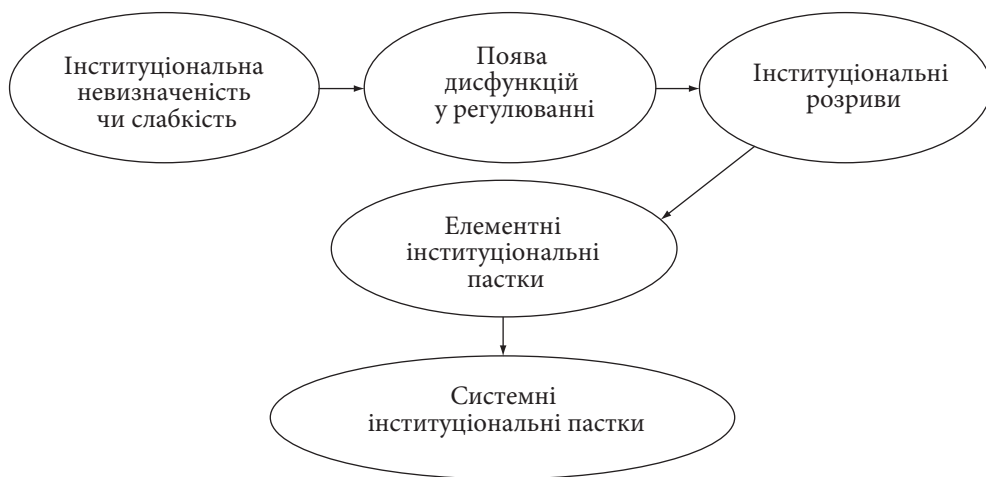 Інституціональна
невизначеність
чи слабкість
Поява
дисфункцій
у регулюванні
Інституціональні
розриви
Елементні
інституціональні
пастки
Системні
інституціональні пастки